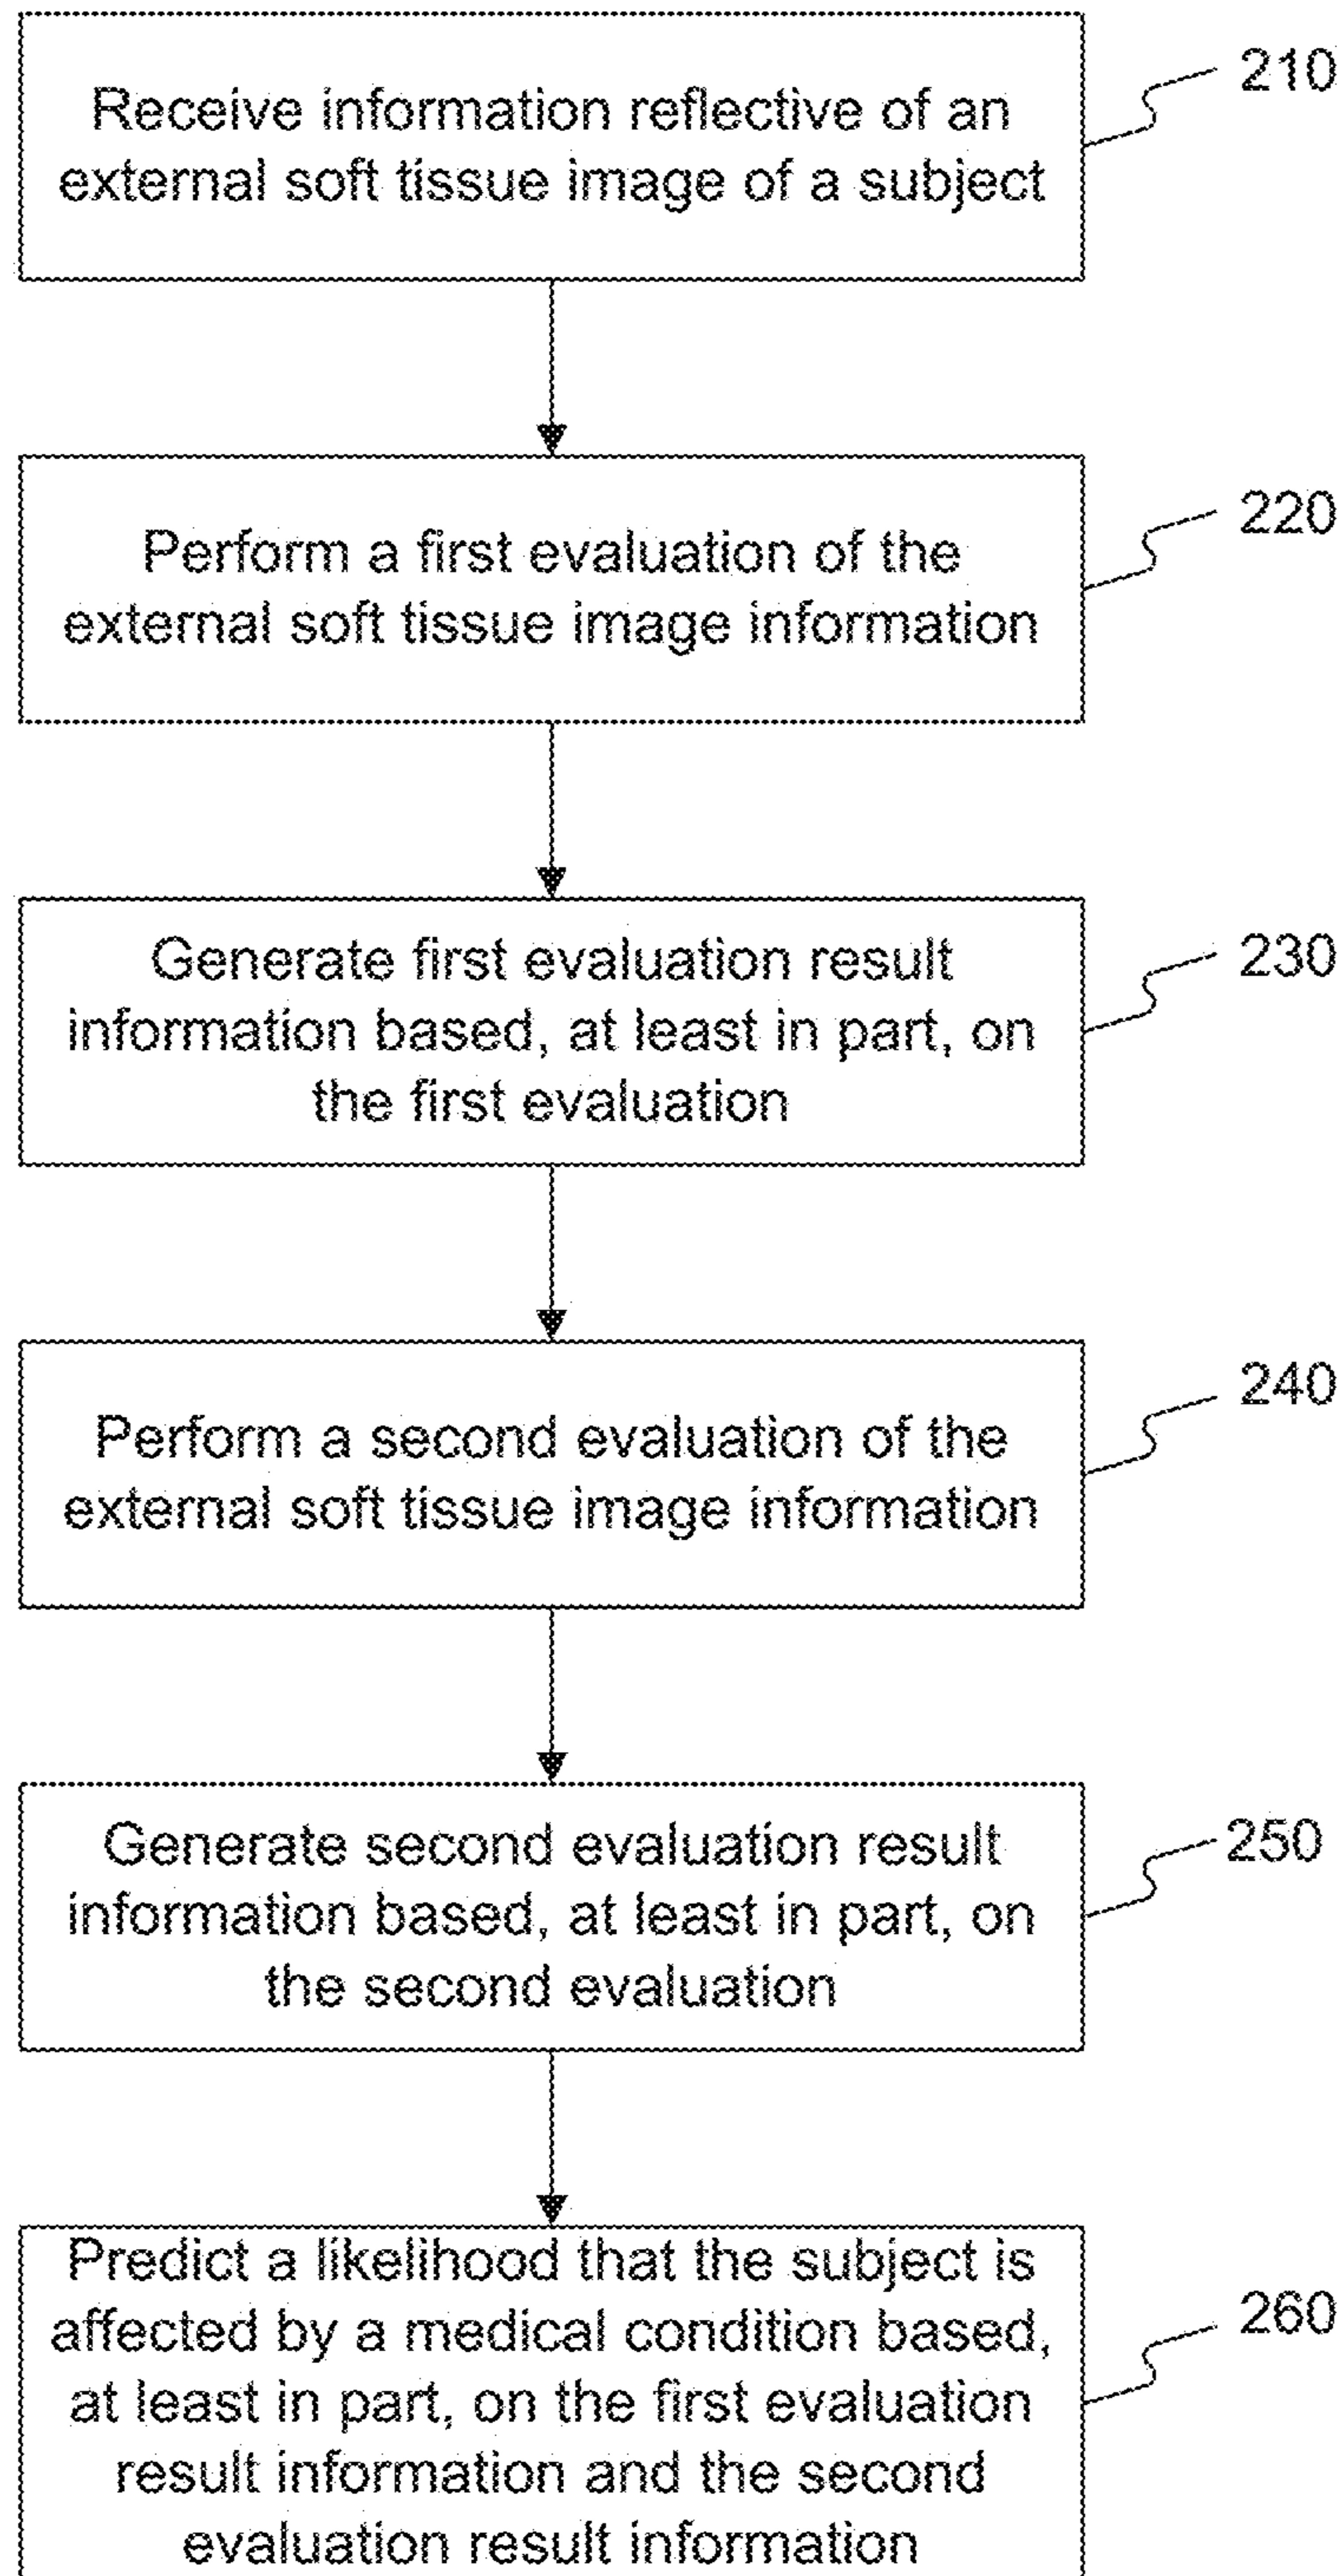 Receive information reflective of an
external soft tissue image of a subject
210
Perform a first evaluation of the
external soft tissue image information
220
Generate first evaluation result
information based, at least in part, on
the first evaluation
230
Perform a second evaluation of the
external soft tissue image information
240
Generate second evaluation result
information based, at least in part, on
the second evaluation
250
Predict a likelihood that the subject is
affected by a medical condition based,
at least in part, on the first evaluation
result information and the second
evaluation result information
260